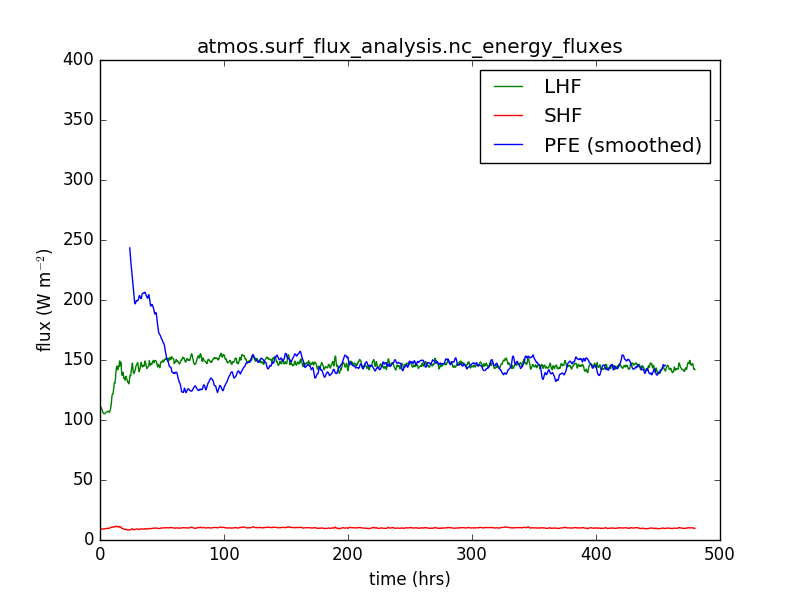 atmos.surf_flux_analysis.nc_energy_fluxes
400
350
300
250
200
150
100
50
0
flux (W m⁻²)
LHF
SHF
PFE (smoothed)
0 100 200 300 400 500
time (hrs)